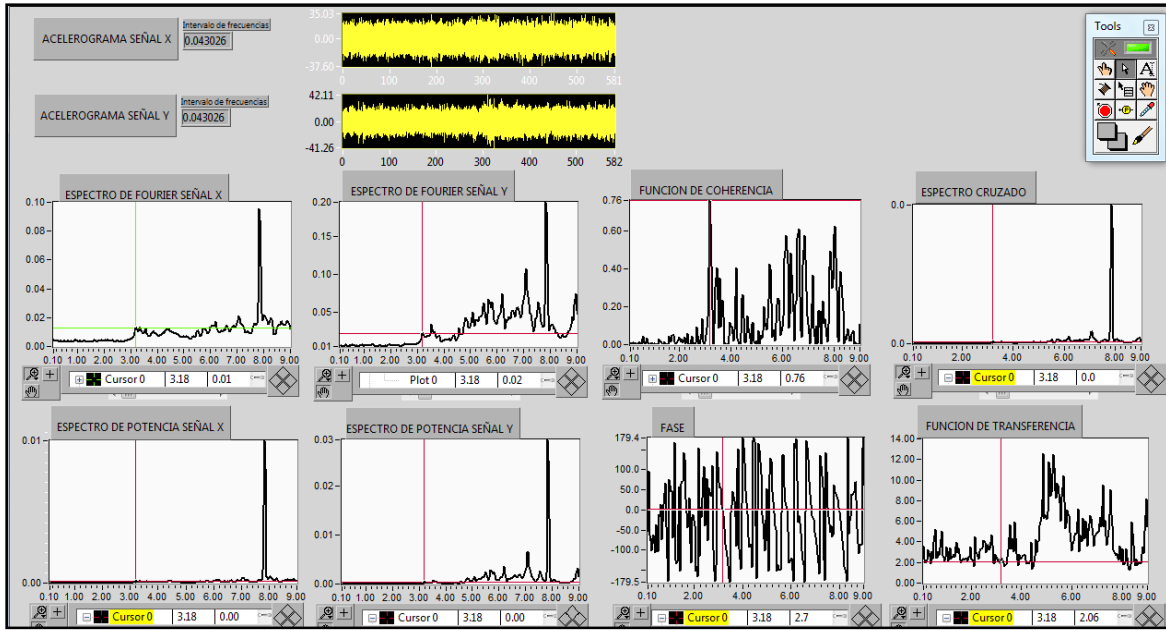 ACELEROGRAMA SEÑAL X
Intervalo de frecuencias
0.043026
35.03
0.00
-37.60
0 100 200 300 400 500 581
Tools
ACELEROGRAMA SEÑAL Y
Intervalo de frecuencias
0.043026
42.11
0.00
-41.26
0 100 200 300 400 500 582
ESPECTRO DE FOURIER SEÑAL X
0.10
0.08
0.06
0.04
0.02
0.00
0.10 1.00 2.00 3.00 4.00 5.00 6.00 7.00 8.00 9.00
Cursor 0 3.18 0.01
ESPECTRO DE FOURIER SEÑAL Y
0.20
0.15
0.10
0.05
0.01
0.10 1.00 2.00 3.00 4.00 5.00 6.00 7.00 9.00
Plot 0 3.18 0.02
FUNCION DE COHERENCIA
0.76
0.60
0.40
0.20
0.00
0.10 2.00 4.00 6.00 9.00
Cursor 0 3.18 0.76
ESPECTRO CRUZADO
0.0
0.0
0.10 2.00 4.00 6.00 9.00
Cursor 0 3.18 0.0
ESPECTRO DE POTENCIA SEÑAL X
0.01
0.00
0.10 1.00 2.00 3.00 4.00 5.00 6.00 7.00 8.00 9.00
Cursor 0 3.18 0.00
ESPECTRO DE POTENCIA SEÑAL Y
0.03
0.02
0.01
0.00
0.10 1.00 2.00 3.00 4.00 5.00 6.00 7.00 9.00
Cursor 0 3.18 0.00
FASE
179.4
100.0
50.0
0.0
-50.0
-100.0
-179.5
0.10 2.00 3.00 4.00 5.00 6.00 7.00 9.00
Cursor 0 3.18 2.7
FUNCION DE TRANSFERENCIA
14.00
12.00
10.00
8.00
6.00
4.00
2.00
0.00
0.10 2.00 3.00 4.00 5.00 6.00 7.00 9.00
Cursor 0 3.18 2.06